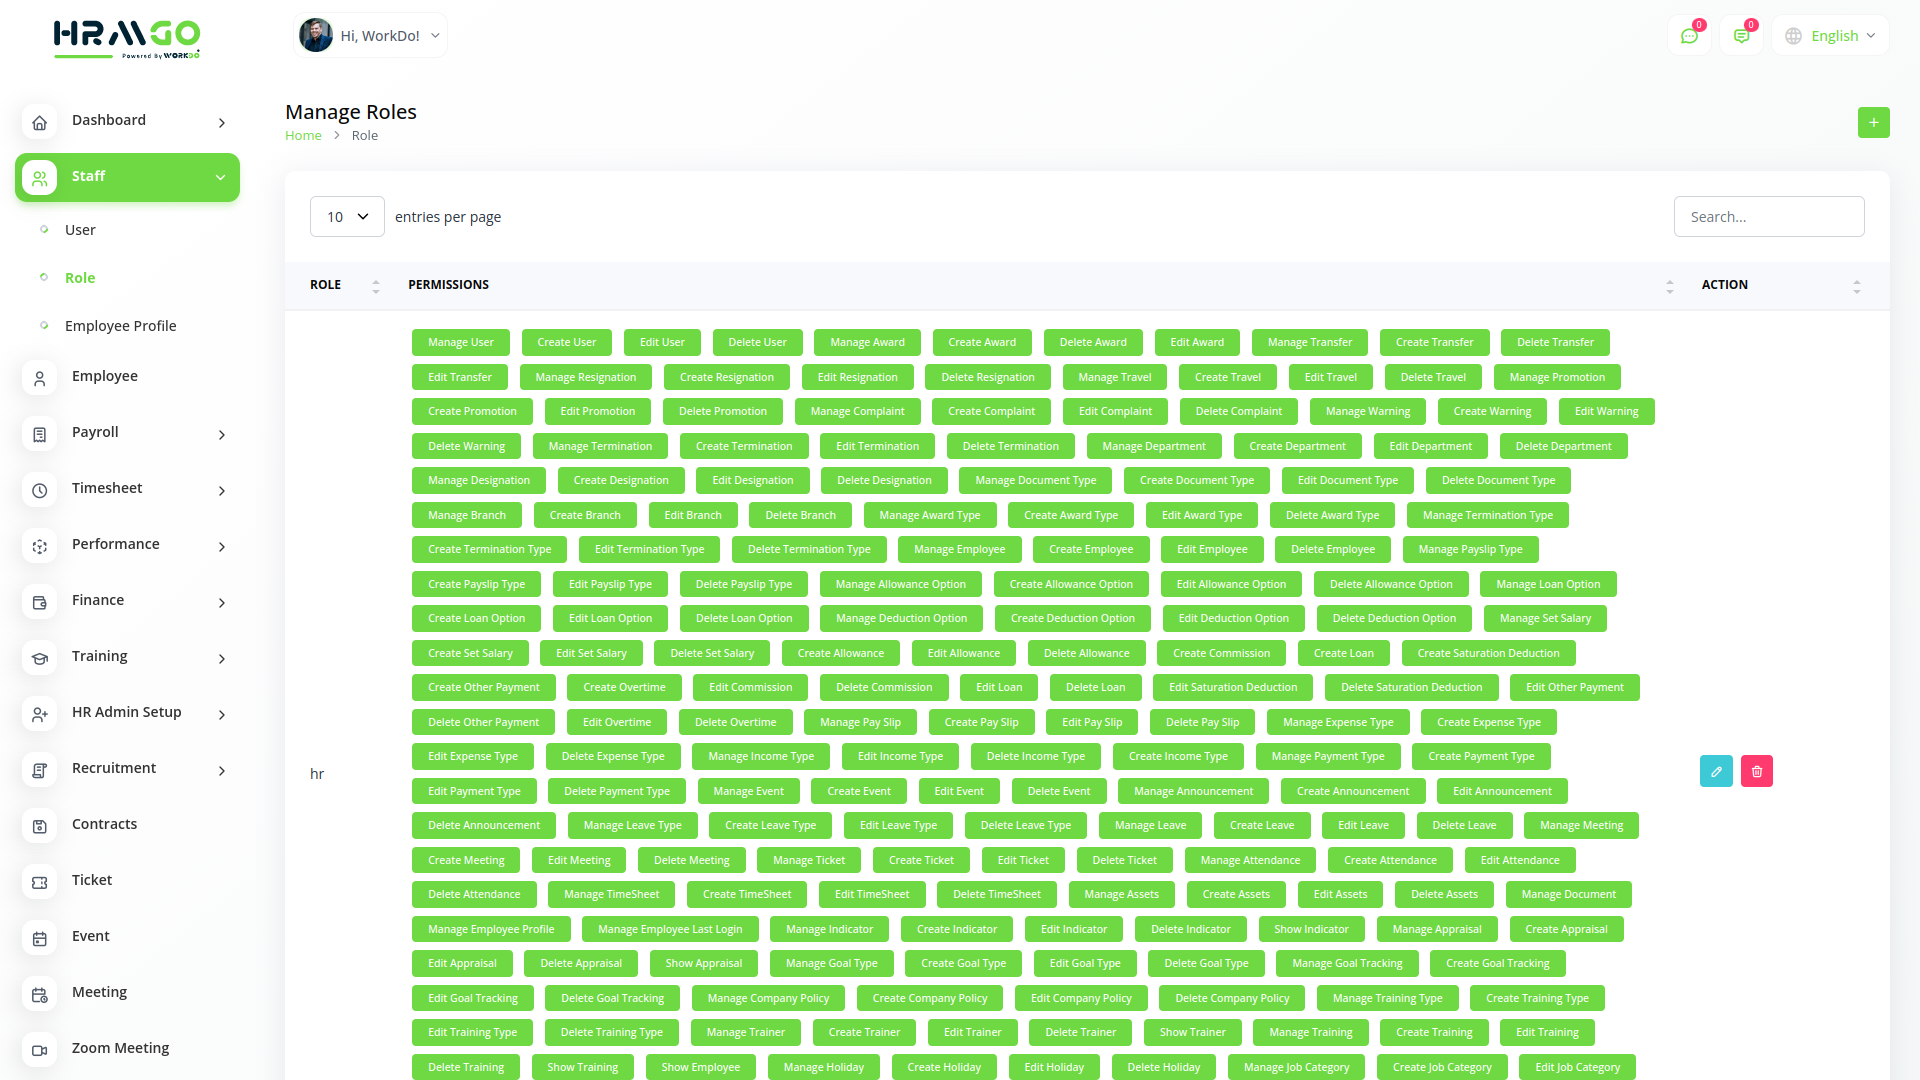 HRMGO
Powered By WORKDO
Hi, WorkDo!
0
0
English
Dashboard
Staff
User
Role
Employee Profile
Employee
Payroll
Timesheet
Performance
Finance
Training
HR Admin Setup
Recruitment
Contracts
Ticket
Event
Meeting
Zoom Meeting
Manage Roles
Home > Role
+
10 entries per page
Search...
ROLE PERMISSIONS ACTION
hr
Manage User Create User Edit User Delete User Manage Award Create Award Delete Award Edit Award Manage Transfer Create Transfer Delete Transfer
Edit Transfer Manage Resignation Create Resignation Edit Resignation Delete Resignation Manage Travel Create Travel Edit Travel Delete Travel Manage Promotion
Create Promotion Edit Promotion Delete Promotion Manage Complaint Create Complaint Edit Complaint Delete Complaint Manage Warning Create Warning Edit Warning
Delete Warning Manage Termination Create Termination Edit Termination Delete Termination Manage Department Create Department Edit Department Delete Department
Manage Designation Create Designation Edit Designation Delete Designation Manage Document Type Create Document Type Edit Document Type Delete Document Type
Manage Branch Create Branch Edit Branch Delete Branch Manage Award Type Create Award Type Edit Award Type Delete Award Type Manage Termination Type
Create Termination Type Edit Termination Type Delete Termination Type Manage Employee Create Employee Edit Employee Delete Employee Manage Payslip Type
Create Payslip Type Edit Payslip Type Delete Payslip Type Manage Allowance Option Create Allowance Option Edit Allowance Option Delete Allowance Option Manage Loan Option
Create Loan Option Edit Loan Option Delete Loan Option Manage Deduction Option Create Deduction Option Edit Deduction Option Delete Deduction Option Manage Set Salary
Create Set Salary Edit Set Salary Delete Set Salary Create Allowance Edit Allowance Delete Allowance Create Commission Create Loan Create Saturation Deduction
Create Other Payment Create Overtime Edit Commission Delete Commission Edit Loan Delete Loan Edit Saturation Deduction Delete Saturation Deduction Edit Other Payment
Delete Other Payment Edit Overtime Delete Overtime Manage Pay Slip Create Pay Slip Edit Pay Slip Delete Pay Slip Manage Expense Type Create Expense Type
Edit Expense Type Delete Expense Type Manage Income Type Edit Income Type Delete Income Type Create Income Type Manage Payment Type Create Payment Type
Edit Payment Type Delete Payment Type Manage Event Create Event Edit Event Delete Event Manage Announcement Create Announcement Edit Announcement
Delete Announcement Manage Leave Type Create Leave Type Edit Leave Type Delete Leave Type Manage Leave Create Leave Edit Leave Delete Leave Manage Meeting
Create Meeting Edit Meeting Delete Meeting Manage Ticket Create Ticket Edit Ticket Delete Ticket Manage Attendance Create Attendance Edit Attendance
Delete Attendance Manage TimeSheet Create TimeSheet Edit TimeSheet Delete TimeSheet Manage Assets Create Assets Edit Assets Delete Assets Manage Document
Manage Employee Profile Manage Employee Last Login Manage Indicator Create Indicator Edit Indicator Delete Indicator Show Indicator Manage Appraisal Create Appraisal
Edit Appraisal Delete Appraisal Show Appraisal Manage Goal Type Create Goal Type Edit Goal Type Delete Goal Type Manage Goal Tracking Create Goal Tracking
Edit Goal Tracking Delete Goal Tracking Manage Company Policy Create Company Policy Edit Company Policy Delete Company Policy Manage Training Type Create Training Type
Edit Training Type Delete Training Type Manage Trainer Create Trainer Edit Trainer Delete Trainer Show Trainer Manage Training Create Training Edit Training
Delete Training Show Training Show Employee Manage Holiday Create Holiday Edit Holiday Delete Holiday Manage Job Category Create Job Category Edit Job Category